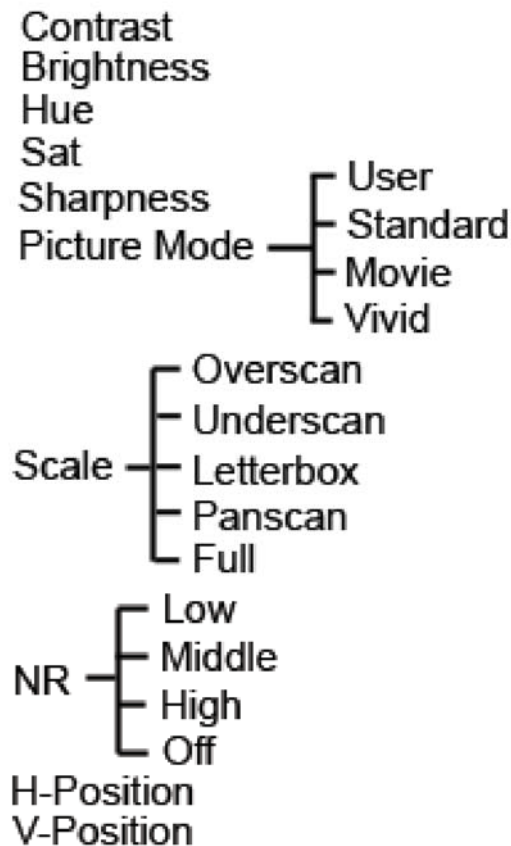 Contrast
Brightness
Hue
Sat
Sharpness
Picture Mode
User
Standard
Movie
Vivid
Scale
Overscan
Underscan
Letterbox
Panscan
Full
NR
Low
Middle
High
Off
H-Position
V-Position